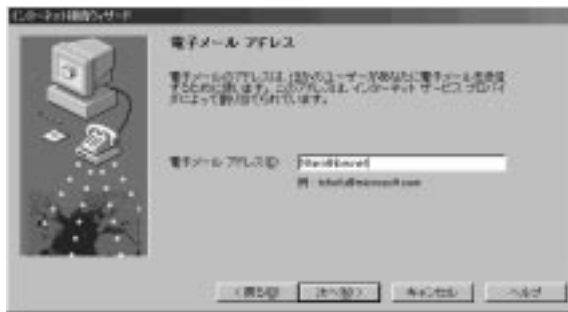 インターネット接続ウィザード
電子メール アドレス
電子メールのアドレスは、ほかのユーザーがあなたに電子メールを送信
するために使います。このアドレスは、インターネット サービス プロバイ
ダによって割り当てられています。
電子メール アドレス(E):
例:
< 戻る(B)
次へ(N) >
キャンセル
ヘルプ